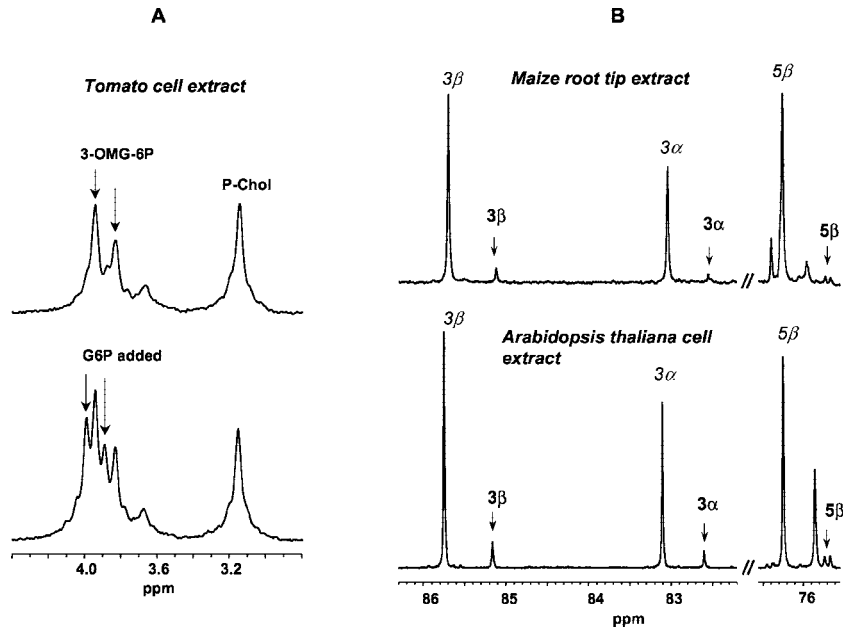 A
B
Tomato cell extract
3-OMG-6P
P-Chol
G6P added
4.0 3.6 3.2
ppm
3β
Maize root tip extract
5β
3α
3β
3α
5β
3β
Arabidopsis thaliana cell
extract
5β
3α
3β
3α
5β
//
//
86 85 84 83 76
ppm